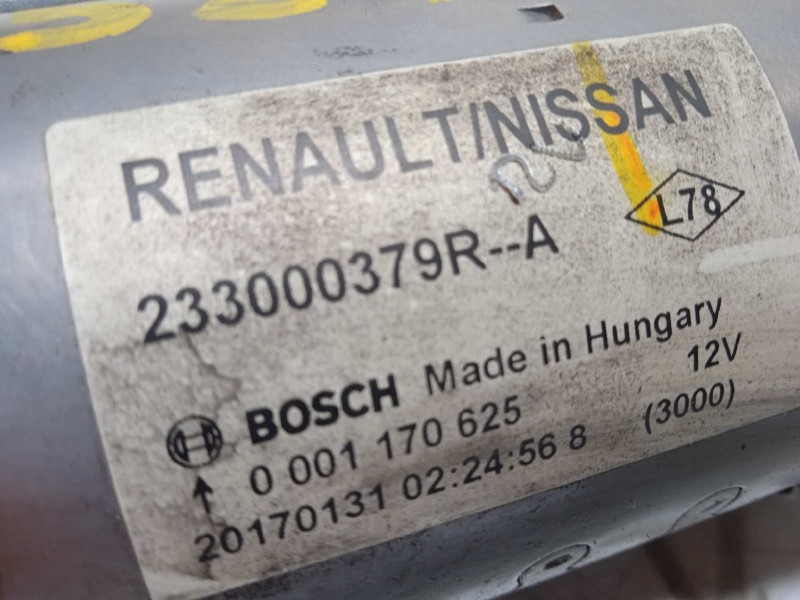 RENAULT/NISSAN
L78
233000379R--A
BOSCH Made in Hungary
12V
0 001 170 625
(3000)
20170131 02:24:56 8